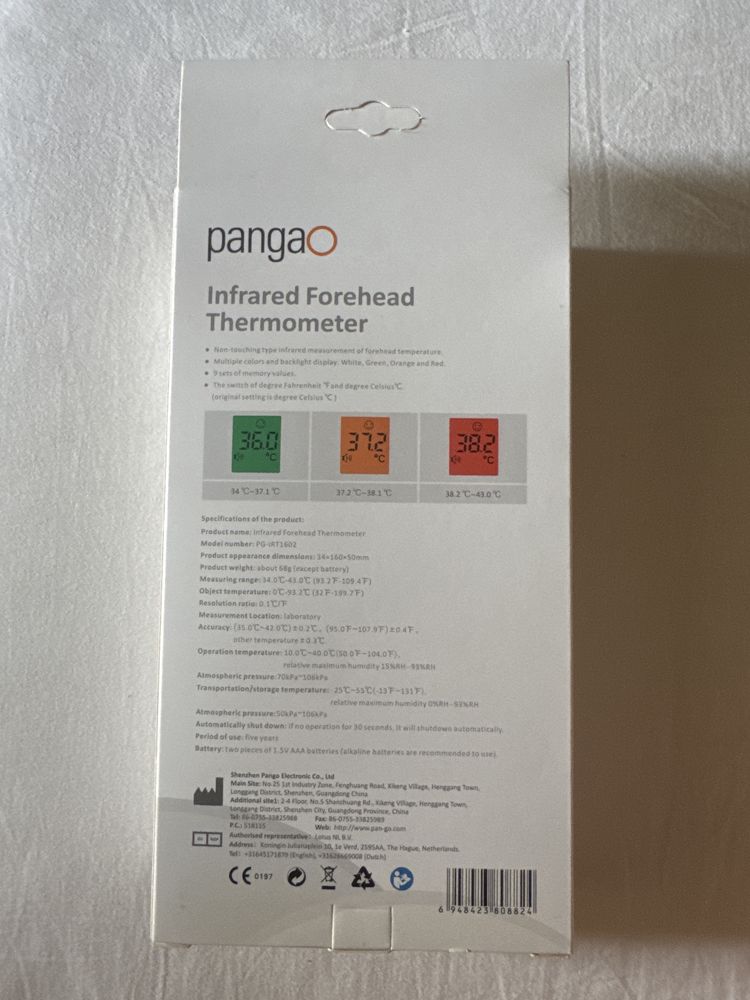 pangao
Infrared Forehead
Thermometer
• Non-touching type infrared measurement of forehead temperature.
• Multiple colors and backlight display: White, Green, Orange and Red.
• 9 sets of memory values.
• The switch of degree Fahrenheit ℉and degree Celsius℃.
(original setting is degree Celsius ℃)
36.0 ℃
37.2 ℃
38.2 ℃
34 ℃~37.1 ℃
37.2 ℃~38.1 ℃
38.2 ℃~43.0 ℃
Specifications of the product:
Product name: Infrared Forehead Thermometer
Model number: PG-IRT1602
Product appearance dimensions: 34×160×50mm
Product weight: about 68g (except battery)
Measuring range: 34.0℃-43.0℃ (93.2℉-109.4℉)
Object temperature: 0℃-93.2℃ (32℉-199.7℉)
Resolution ratio: 0.1℃/℉
Measurement Location: laboratory
Accuracy: (35.0℃~42.0℃) ±0.2℃, (95.0℉~107.9℉) ±0.4℉,
other temperature ±0.3℃
Operation temperature: 10.0℃~40.0℃(50.0℉~104.0℉),
relative maximum humidity 15%RH~93%RH
Atmospheric pressure:70kPa~106kPa
Transportation/storage temperature: -25℃~55℃(-13℉~131℉),
relative maximum humidity 0%RH~93%RH
Atmospheric pressure:50kPa~106kPa
Automatically shut down: if no operation for 30 seconds, it will shutdown automatically.
Period of use: five years
Battery: two pieces of 1.5V AAA batteries (alkaline batteries are recommended to use).
Shenzhen Pango Electronic Co., Ltd
Main Site: No.25 1st Industry Zone, Fenghuang Road, Xikeng Village, Henggang Town,
Longgang District, Shenzhen, Guangdong China
Additional site1: 2-4 Floor, No.5 Shanzhuang Rd., Xikeng Village, Henggang Town,
Longgang District, Shenzhen City, Guangdong Province, China
Tel: 86-0755-33825988 Fax: 86-0755-33825989
P.C.: 518115 Web: http://www.pan-go.com
EC REP
Authorised representative: Lotus NL B.V.
Address: Koningin Julianaplein 10, 1e Verd, 2595AA, The Hague, Netherlands.
Tel: +31645171879 (English), +31626669008 (Dutch)
CE 0197
6 948423 808824